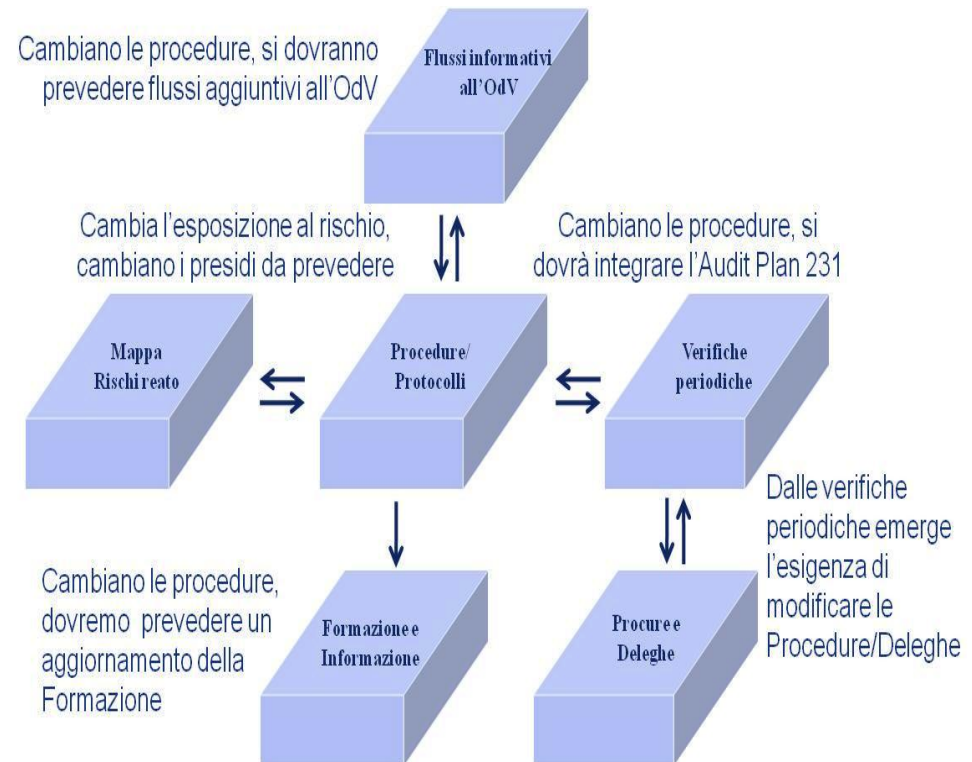 Cambiano le procedure, si dovranno
prevedere flussi aggiuntivi all'OdV
Flussi informativi
all'OdV
Cambia l'esposizione al rischio,
cambiano i presidi da prevedere
Cambiano le procedure, si
dovrà integrare l'Audit Plan 231
Mappa
Rischi reato
Procedure/
Protocolli
Verifiche
periodiche
Cambiano le procedure,
dovremo prevedere un
aggiornamento della
Formazione
Formazione e
Informazione
Procure e
Deleghe
Dalle verifiche
periodiche emerge
l'esigenza di
modificare le
Procedure/Deleghe